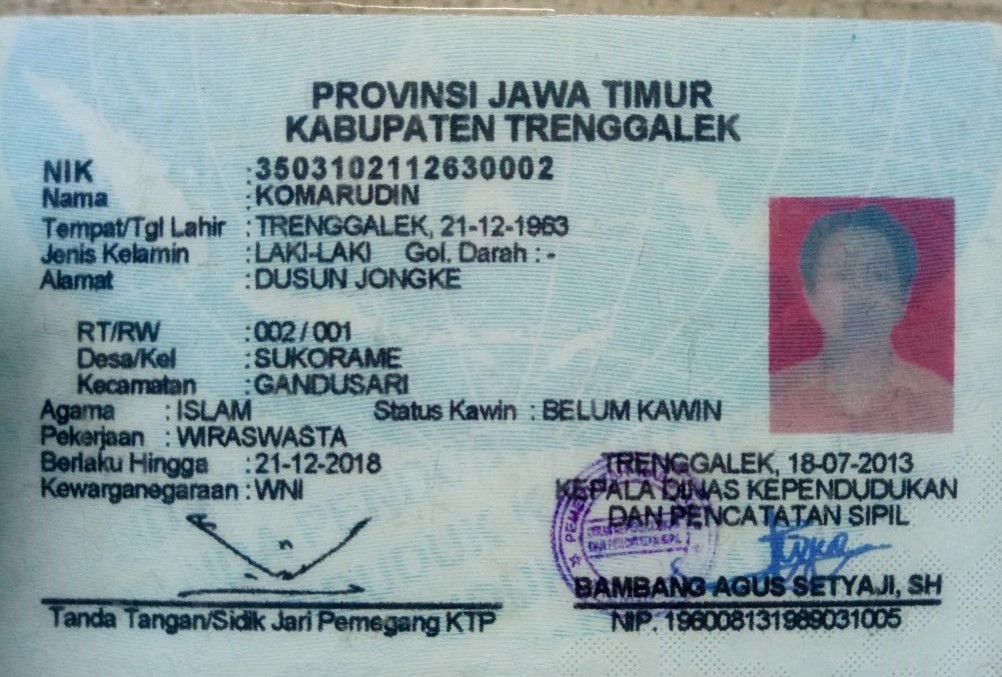 PROVINSI JAWA TIMUR
KABUPATEN TRENGGALEK
NIK : 3503102112630002
Nama : KOMARUDIN
Tempat/Tgl Lahir : TRENGGALEK, 21-12-1963
Jenis Kelamin : LAKI-LAKI Gol. Darah : -
Alamat : DUSUN JONGKE
RT/RW : 002 / 001
Desa/Kel : SUKORAME
Kecamatan : GANDUSARI
Agama : ISLAM Status Kawin : BELUM KAWIN
Pekerjaan : WIRASWASTA
Berlaku Hingga : 21-12-2018
Kewarganegaraan : WNI
TRENGGALEK, 18-07-2013
KEPALA DINAS KEPENDUDUKAN
DAN PENCATATAN SIPIL
BAMBANG AGUS SETYAJI, SH
NIP. 196008131989031005
Tanda Tangan/Sidik Jari Pemegang KTP